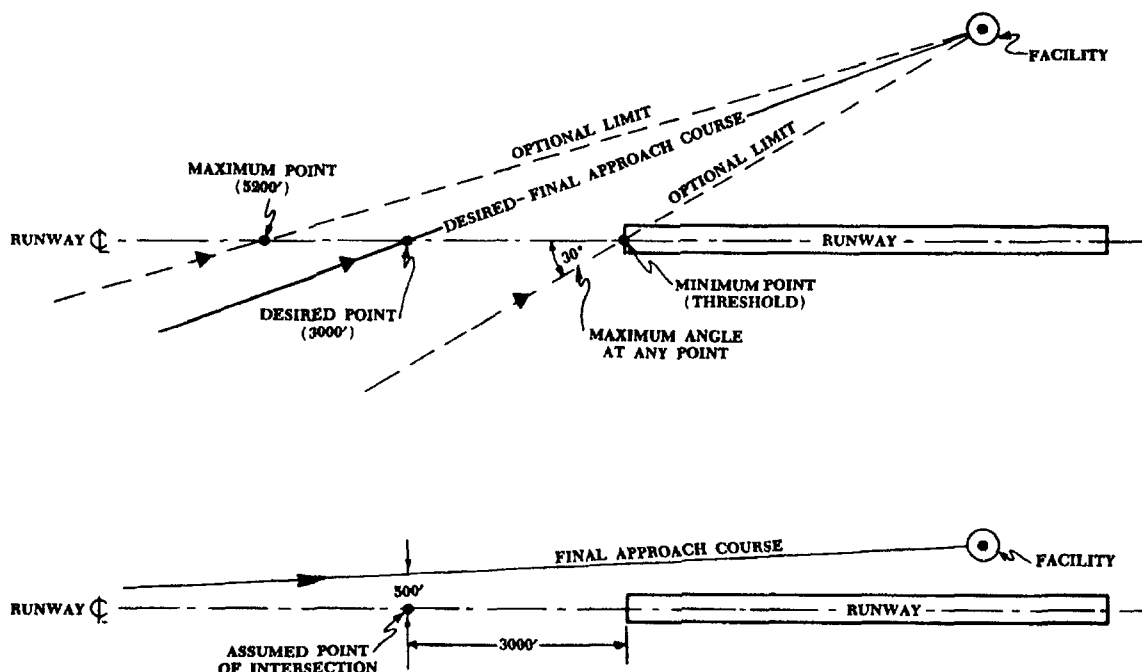 FACILITY
OPTIONAL LIMIT
DESIRED-FINAL APPROACH COURSE
OPTIONAL LIMIT
MAXIMUM POINT
(5200')
RUNWAY ℄
RUNWAY
30°
MINIMUM POINT
(THRESHOLD)
DESIRED POINT
(3000')
MAXIMUM ANGLE
AT ANY POINT
FINAL APPROACH COURSE
FACILITY
500'
RUNWAY ℄
RUNWAY
3000'
ASSUMED POINT
OF INTERSECTION